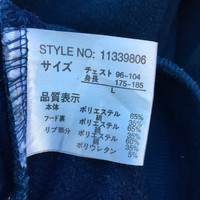 STYLE NO: 11339806
サイズ
チェスト 96-104
身長 175-185
L
品質表示
本体 ポリエステル 65%
フード裏 綿 35%
ポリエステル 65%
綿 35%
リブ部分 ポリエステル 60%
綿 35%
ポリウレタン 5%